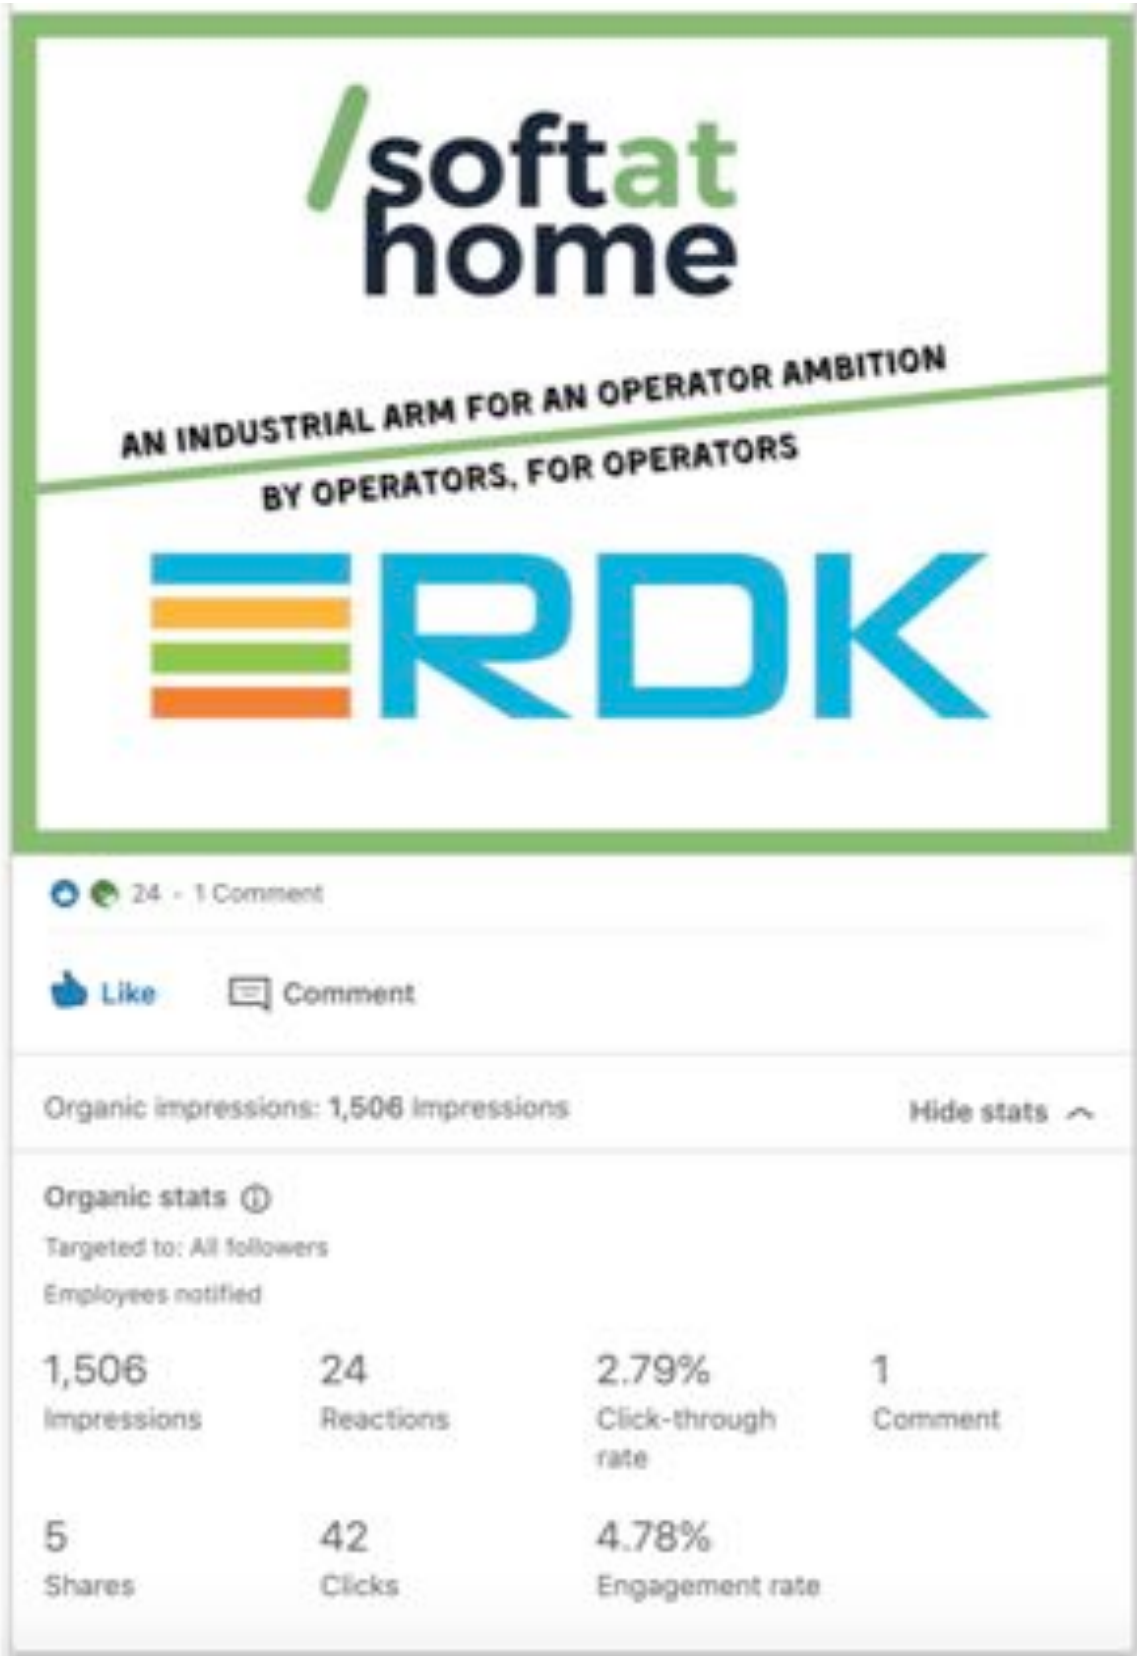 /softat
home
AN INDUSTRIAL ARM FOR AN OPERATOR AMBITION
BY OPERATORS, FOR OPERATORS
RDK
24 - 1 Comment
Like Comment
Organic impressions: 1,506 Impressions Hide stats
Organic stats
Targeted to: All followers
Employees notified
1,506 24 2.79% 1
Impressions Reactions Click-through Comment
rate
5 42 4.78%
Shares Clicks Engagement rate